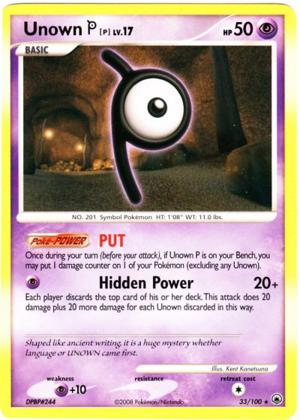 Unown P [P] LV.17 HP 50
BASIC
NO. 201 Symbol Pokémon HT: 1'08" WT: 11.0 lbs.
Poké-POWER PUT
Once during your turn (before your attack), if Unown P is on your Bench, you
may put 1 damage counter on 1 of your Pokémon (excluding any Unown).
Hidden Power 20+
Each player discards the top card of his or her deck. This attack does 20
damage plus 20 more damage for each Unown discarded in this way.
Shaped like ancient writing, it is a huge mystery whether
language or UNOWN came first.
Illus. Kent Kanetsuna
weakness resistance retreat cost
+10
DPBP#244 ©2008 Pokémon/Nintendo 33/100